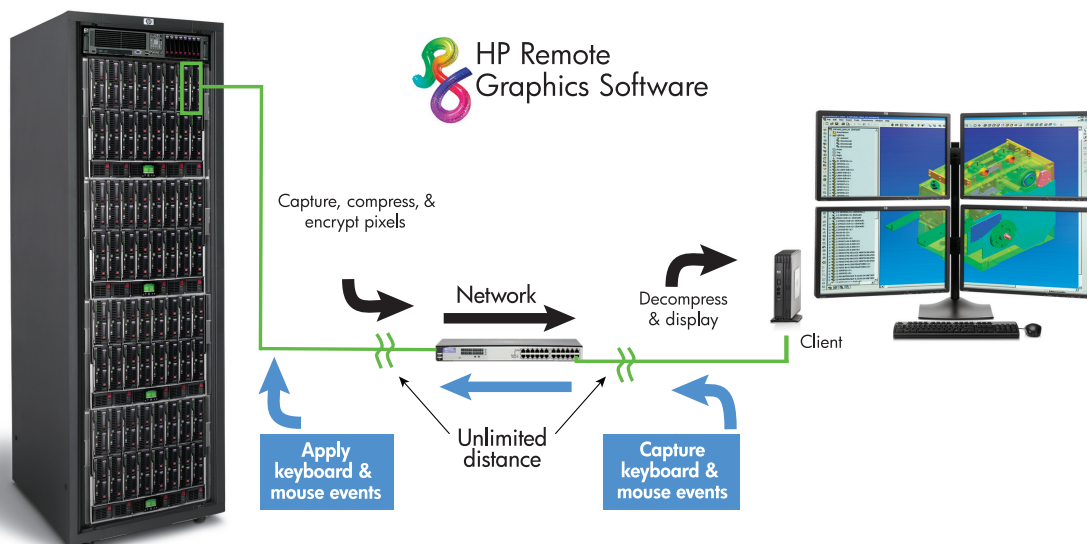 HP Remote
Graphics Software
Capture, compress, &
encrypt pixels
Network
Decompress
& display
Client
Unlimited
distance
Apply
keyboard &
mouse events
Capture
keyboard &
mouse events